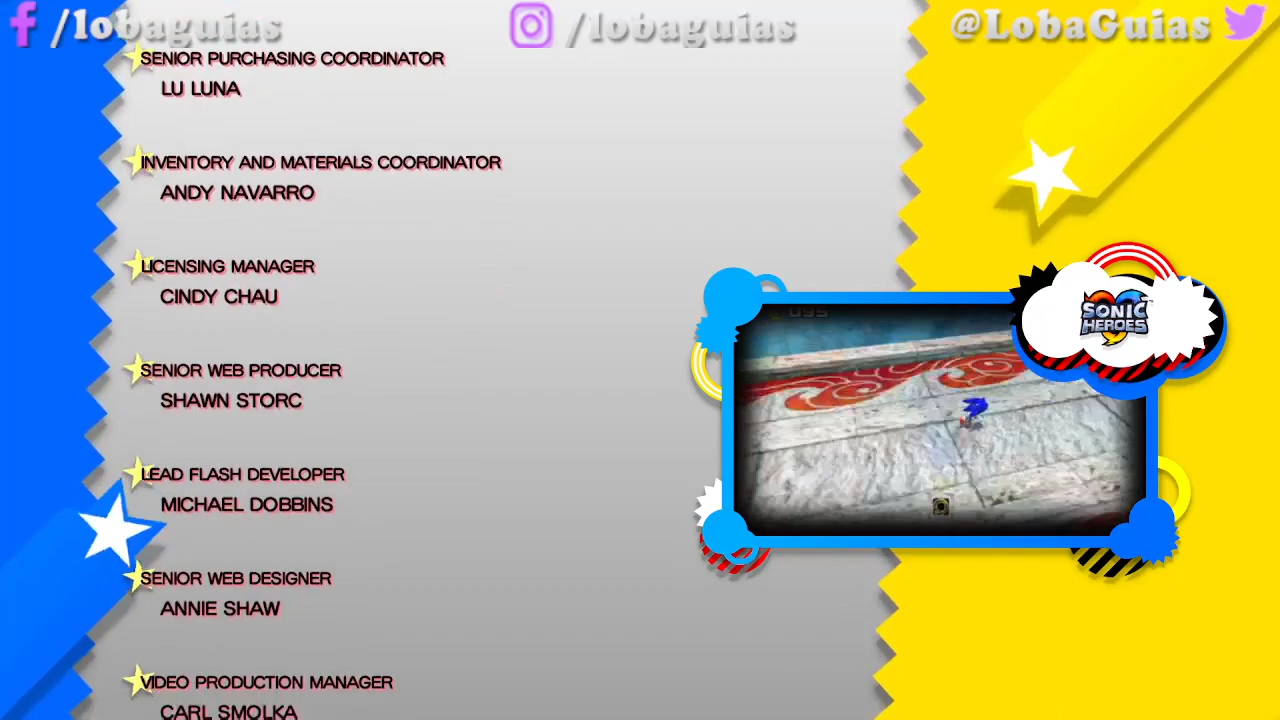 /lobaguias
/lobaguias
@LobaGuias
SENIOR PURCHASING COORDINATOR
LU LUNA
INVENTORY AND MATERIALS COORDINATOR
ANDY NAVARRO
LICENSING MANAGER
CINDY CHAU
SENIOR WEB PRODUCER
SHAWN STORC
LEAD FLASH DEVELOPER
MICHAEL DOBBINS
SENIOR WEB DESIGNER
ANNIE SHAW
VIDEO PRODUCTION MANAGER
CARL SMOLKA
095
SONIC
HEROES